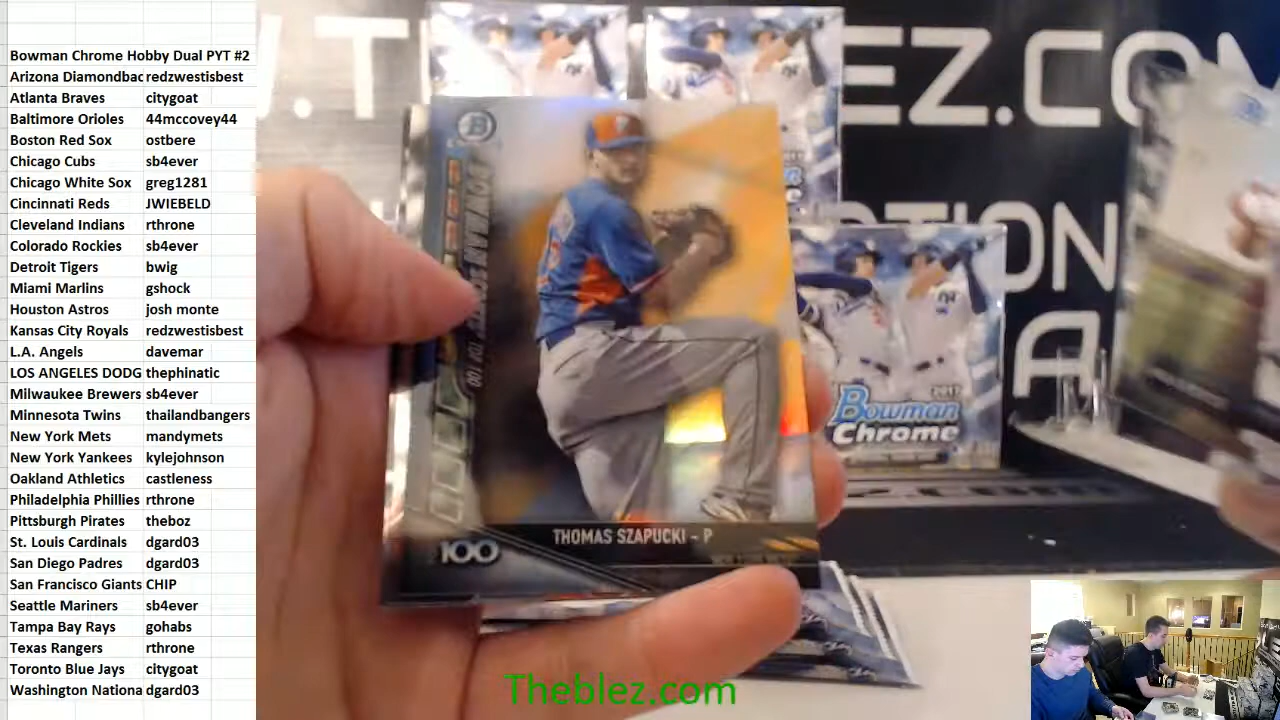 Bowman Chrome Hobby Dual PYT #2
Arizona Diamondbac redzwestisbest
Atlanta Braves citygoat
Baltimore Orioles 44mccovey44
Boston Red Sox ostbere
Chicago Cubs sb4ever
Chicago White Sox greg1281
Cincinnati Reds JWIEBELD
Cleveland Indians rthrone
Colorado Rockies sb4ever
Detroit Tigers bwig
Miami Marlins gshock
Houston Astros josh monte
Kansas City Royals redzwestisbest
L.A. Angels davemar
LOS ANGELES DODG thephinatic
Milwaukee Brewers sb4ever
Minnesota Twins thailandbangers
New York Mets mandymets
New York Yankees kylejohnson
Oakland Athletics castleness
Philadelphia Phillies rthrone
Pittsburgh Pirates theboz
St. Louis Cardinals dgard03
San Diego Padres dgard03
San Francisco Giants CHIP
Seattle Mariners sb4ever
Tampa Bay Rays gohabs
Texas Rangers rthrone
Toronto Blue Jays citygoat
Washington Nationa dgard03
W.T
EZ.CO
TION
A
B
TOP 100
THOMAS SZAPUCKI - P
100
2017
Bowman
Chrome
Theblez.com